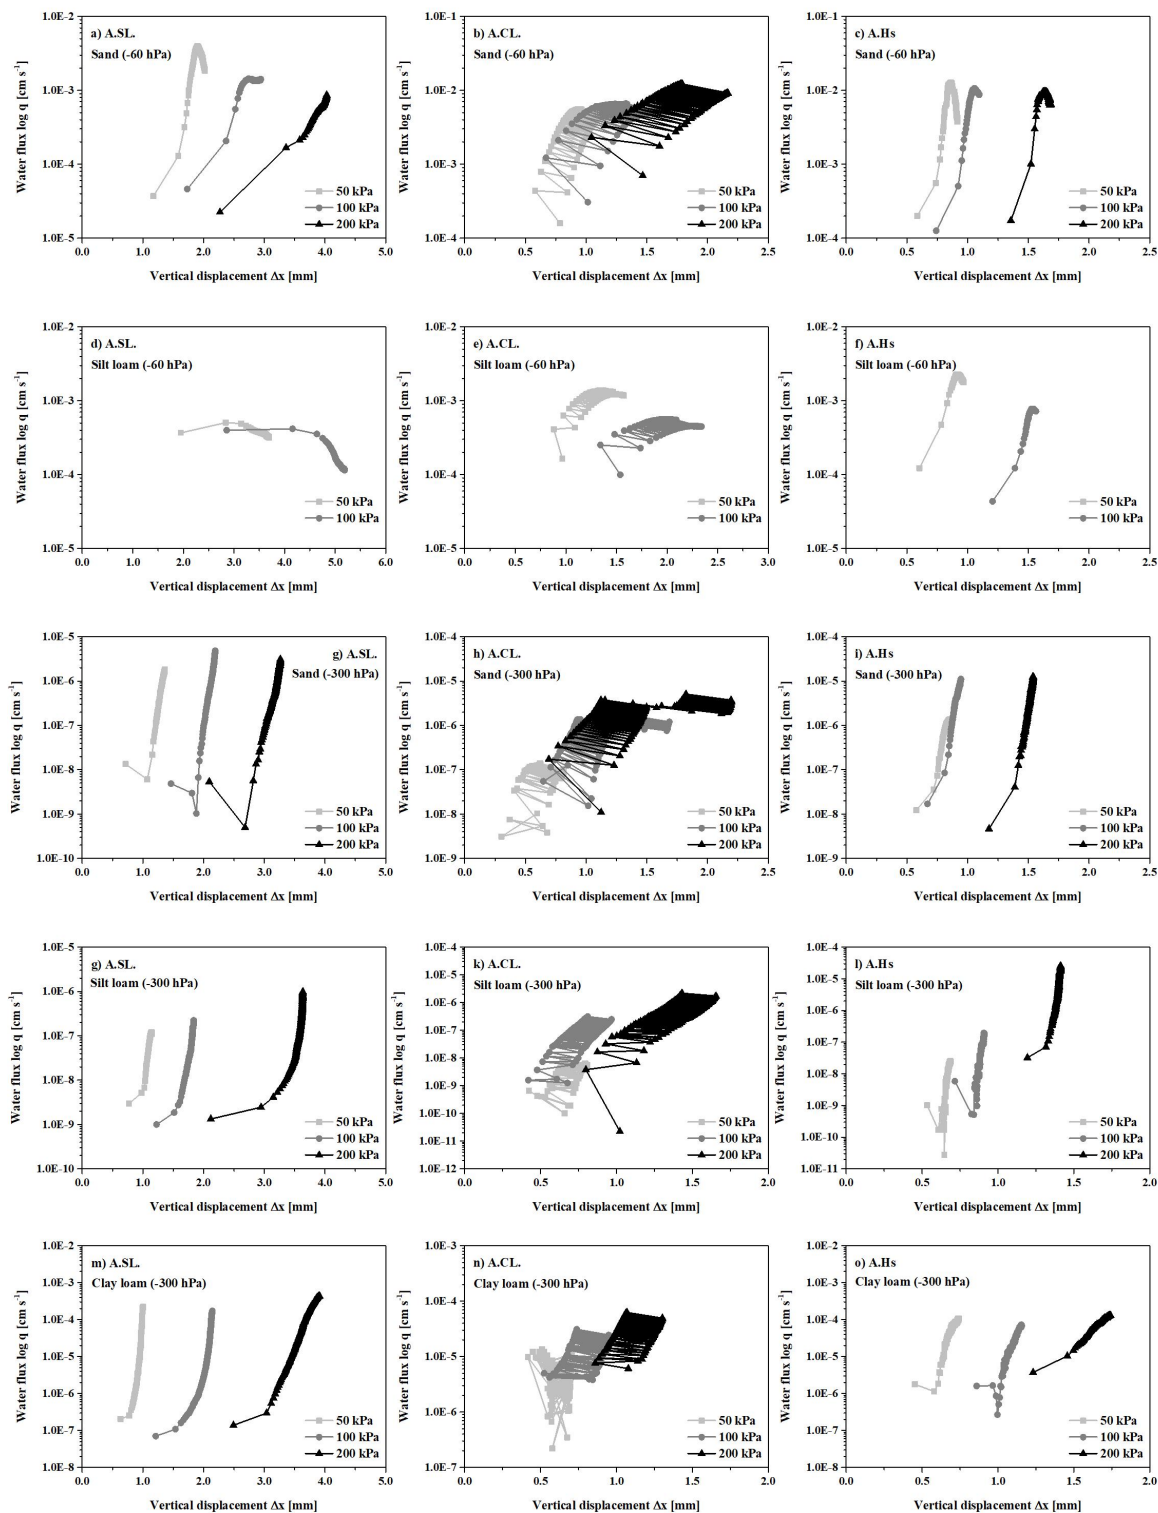 a) A.SL.
Sand (-60 hPa)
Water flux log q [cm s-1]
1.0E-2
1.0E-3
1.0E-4
1.0E-5
50 kPa
100 kPa
200 kPa
0.0 1.0 2.0 3.0 4.0 5.0
Vertical displacement Δx [mm]
b) A.CL.
Sand (-60 hPa)
Water flux log q [cm s-1]
1.0E-1
1.0E-2
1.0E-3
1.0E-4
50 kPa
100 kPa
200 kPa
0.0 0.5 1.0 1.5 2.0 2.5
Vertical displacement Δx [mm]
c) A.Hs
Sand (-60 hPa)
Water flux log q [cm s-1]
1.0E-1
1.0E-2
1.0E-3
1.0E-4
50 kPa
100 kPa
200 kPa
0.0 0.5 1.0 1.5 2.0 2.5
Vertical displacement Δx [mm]
d) A.SL.
Silt loam (-60 hPa)
Water flux log q [cm s-1]
1.0E-2
1.0E-3
1.0E-4
1.0E-5
50 kPa
100 kPa
0.0 1.0 2.0 3.0 4.0 5.0 6.0
Vertical displacement Δx [mm]
e) A.CL.
Silt loam (-60 hPa)
Water flux log q [cm s-1]
1.0E-2
1.0E-3
1.0E-4
1.0E-5
50 kPa
100 kPa
0.0 0.5 1.0 1.5 2.0 2.5 3.0
Vertical displacement Δx [mm]
f) A.Hs
Silt loam (-60 hPa)
Water flux log q [cm s-1]
1.0E-2
1.0E-3
1.0E-4
1.0E-5
50 kPa
100 kPa
0.0 0.5 1.0 1.5 2.0 2.5
Vertical displacement Δx [mm]
g) A.SL.
Sand (-300 hPa)
Water flux log q [cm s-1]
1.0E-5
1.0E-6
1.0E-7
1.0E-8
1.0E-9
1.0E-10
50 kPa
100 kPa
200 kPa
0.0 1.0 2.0 3.0 4.0 5.0
Vertical displacement Δx [mm]
h) A.CL.
Sand (-300 hPa)
Water flux log q [cm s-1]
1.0E-4
1.0E-5
1.0E-6
1.0E-7
1.0E-8
1.0E-9
50 kPa
100 kPa
200 kPa
0.0 0.5 1.0 1.5 2.0 2.5
Vertical displacement Δx [mm]
i) A.Hs
Sand (-300 hPa)
Water flux log q [cm s-1]
1.0E-4
1.0E-5
1.0E-6
1.0E-7
1.0E-8
1.0E-9
50 kPa
100 kPa
200 kPa
0.0 0.5 1.0 1.5 2.0 2.5
Vertical displacement Δx [mm]
g) A.SL.
Silt loam (-300 hPa)
Water flux log q [cm s-1]
1.0E-5
1.0E-6
1.0E-7
1.0E-8
1.0E-9
1.0E-10
50 kPa
100 kPa
200 kPa
0.0 1.0 2.0 3.0 4.0 5.0
Vertical displacement Δx [mm]
k) A.CL.
Silt loam (-300 hPa)
Water flux log q [cm s-1]
1.0E-4
1.0E-5
1.0E-6
1.0E-7
1.0E-8
1.0E-9
1.0E-10
1.0E-11
1.0E-12
50 kPa
100 kPa
200 kPa
0.0 0.5 1.0 1.5 2.0
Vertical displacement Δx [mm]
l) A.Hs
Silt loam (-300 hPa)
Water flux log q [cm s-1]
1.0E-4
1.0E-5
1.0E-6
1.0E-7
1.0E-8
1.0E-9
1.0E-10
1.0E-11
50 kPa
100 kPa
200 kPa
0.0 0.5 1.0 1.5 2.0
Vertical displacement Δx [mm]
m) A.SL.
Clay loam (-300 hPa)
Water flux log q [cm s-1]
1.0E-2
1.0E-3
1.0E-4
1.0E-5
1.0E-6
1.0E-7
1.0E-8
50 kPa
100 kPa
200 kPa
0.0 1.0 2.0 3.0 4.0 5.0
Vertical displacement Δx [mm]
n) A.CL.
Clay loam (-300 hPa)
Water flux log q [cm s-1]
1.0E-3
1.0E-4
1.0E-5
1.0E-6
1.0E-7
50 kPa
100 kPa
200 kPa
0.0 0.5 1.0 1.5 2.0
Vertical displacement Δx [mm]
o) A.Hs
Clay loam (-300 hPa)
Water flux log q [cm s-1]
1.0E-2
1.0E-3
1.0E-4
1.0E-5
1.0E-6
1.0E-7
1.0E-8
50 kPa
100 kPa
200 kPa
0.0 0.5 1.0 1.5 2.0
Vertical displacement Δx [mm]